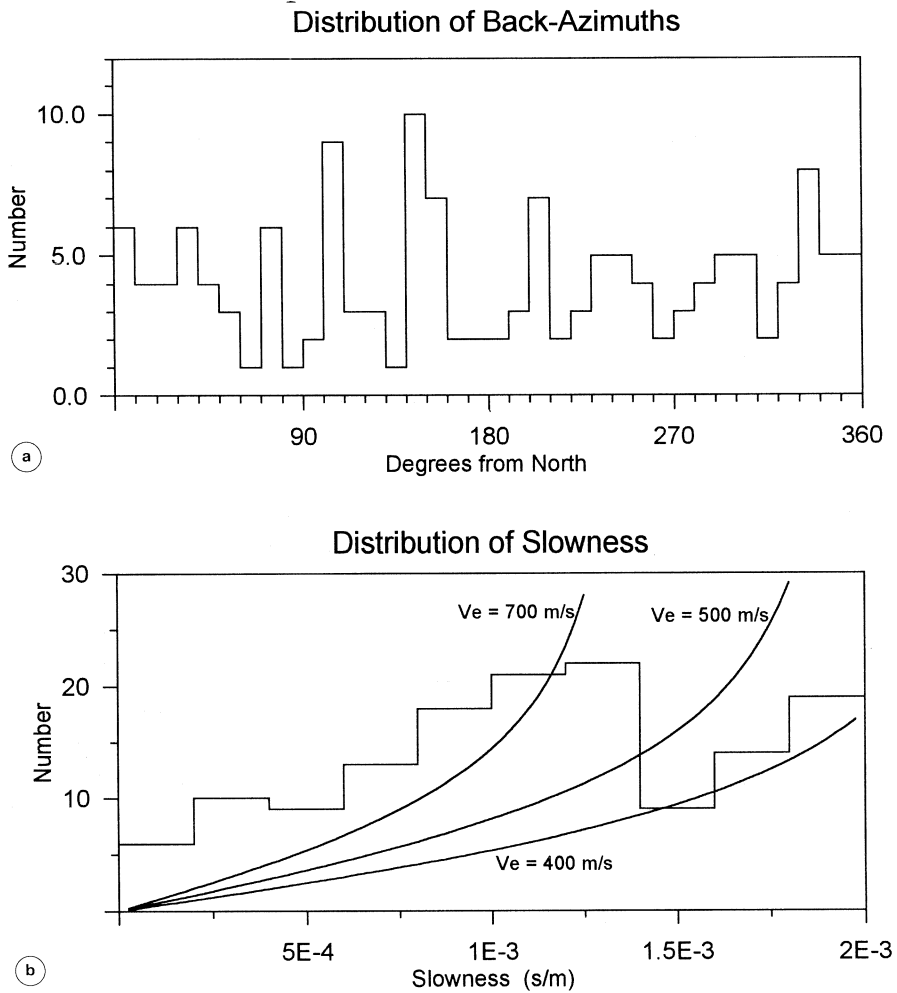 Distribution of Back-Azimuths
10.0
5.0
0.0
Number
90 180 270 360
Degrees from North
a
Distribution of Slowness
30
20
10
Number
Ve = 700 m/s
Ve = 500 m/s
Ve = 400 m/s
5E-4 1E-3 1.5E-3 2E-3
Slowness (s/m)
b